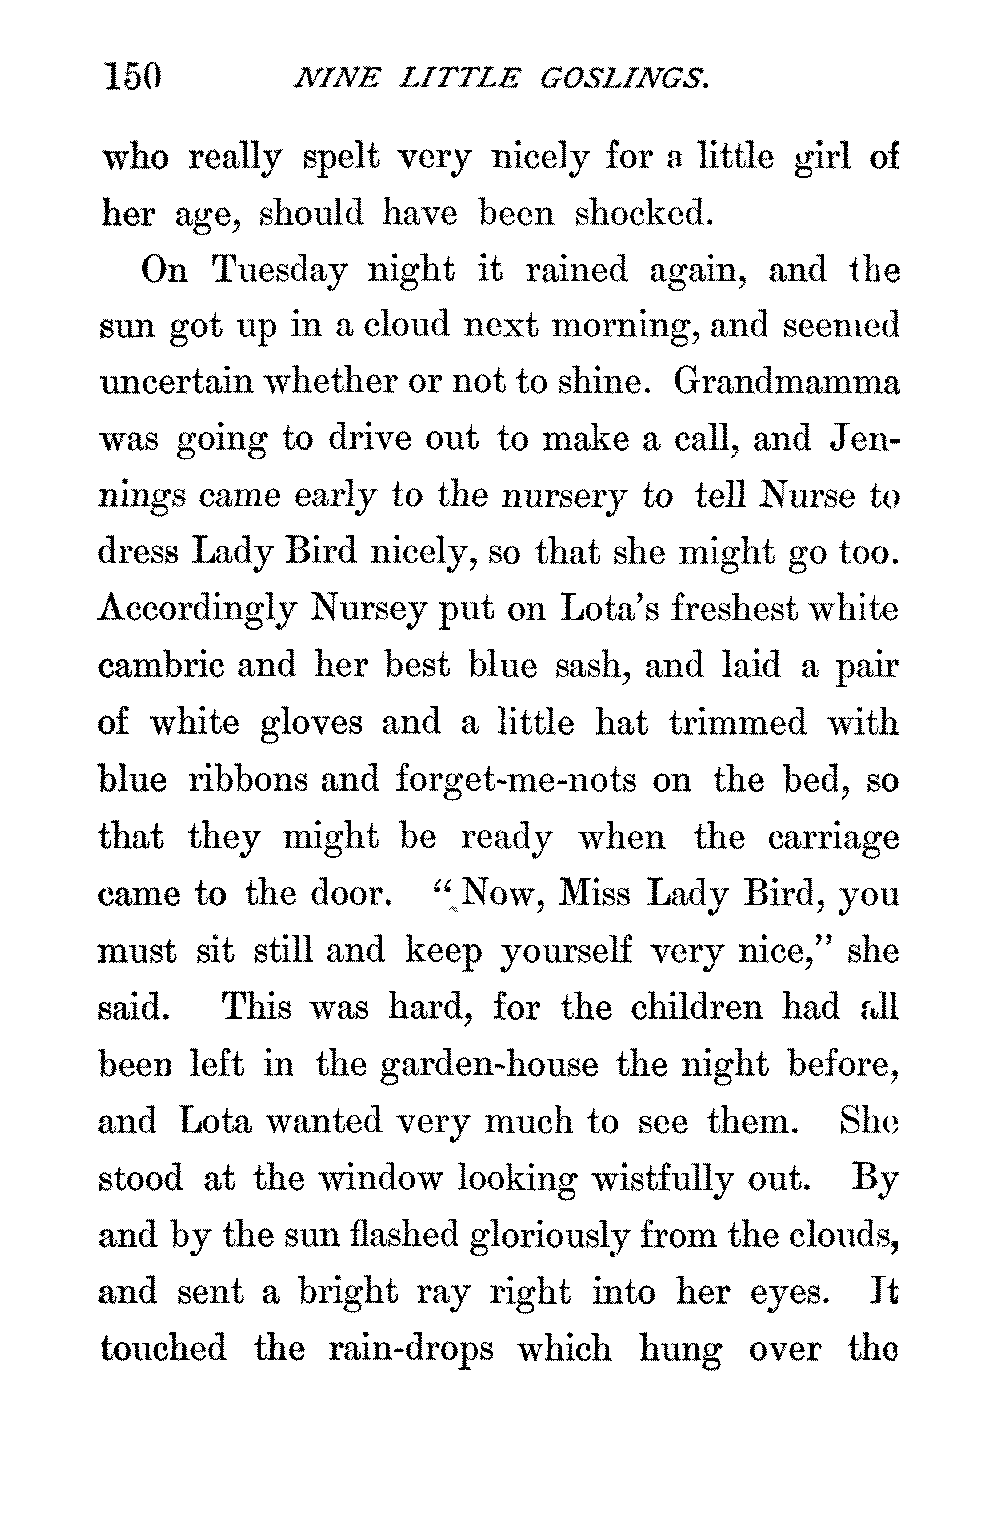 150 NINE LITTLE GOSLINGS.
who really spelt very nicely for a little girl of
her age, should have been shocked.
On Tuesday night it rained again, and the
sun got up in a cloud next morning, and seemed
uncertain whether or not to shine. Grandmamma
was going to drive out to make a call, and Jen-
nings came early to the nursery to tell Nurse to
dress Lady Bird nicely, so that she might go too.
Accordingly Nursey put on Lota's freshest white
cambric and her best blue sash, and laid a pair
of white gloves and a little hat trimmed with
blue ribbons and forget-me-nots on the bed, so
that they might be ready when the carriage
came to the door. "Now, Miss Lady Bird, you
must sit still and keep yourself very nice," she
said. This was hard, for the children had all
been left in the garden-house the night before,
and Lota wanted very much to see them. She
stood at the window looking wistfully out. By
and by the sun flashed gloriously from the clouds,
and sent a bright ray right into her eyes. It
touched the rain-drops which hung over the